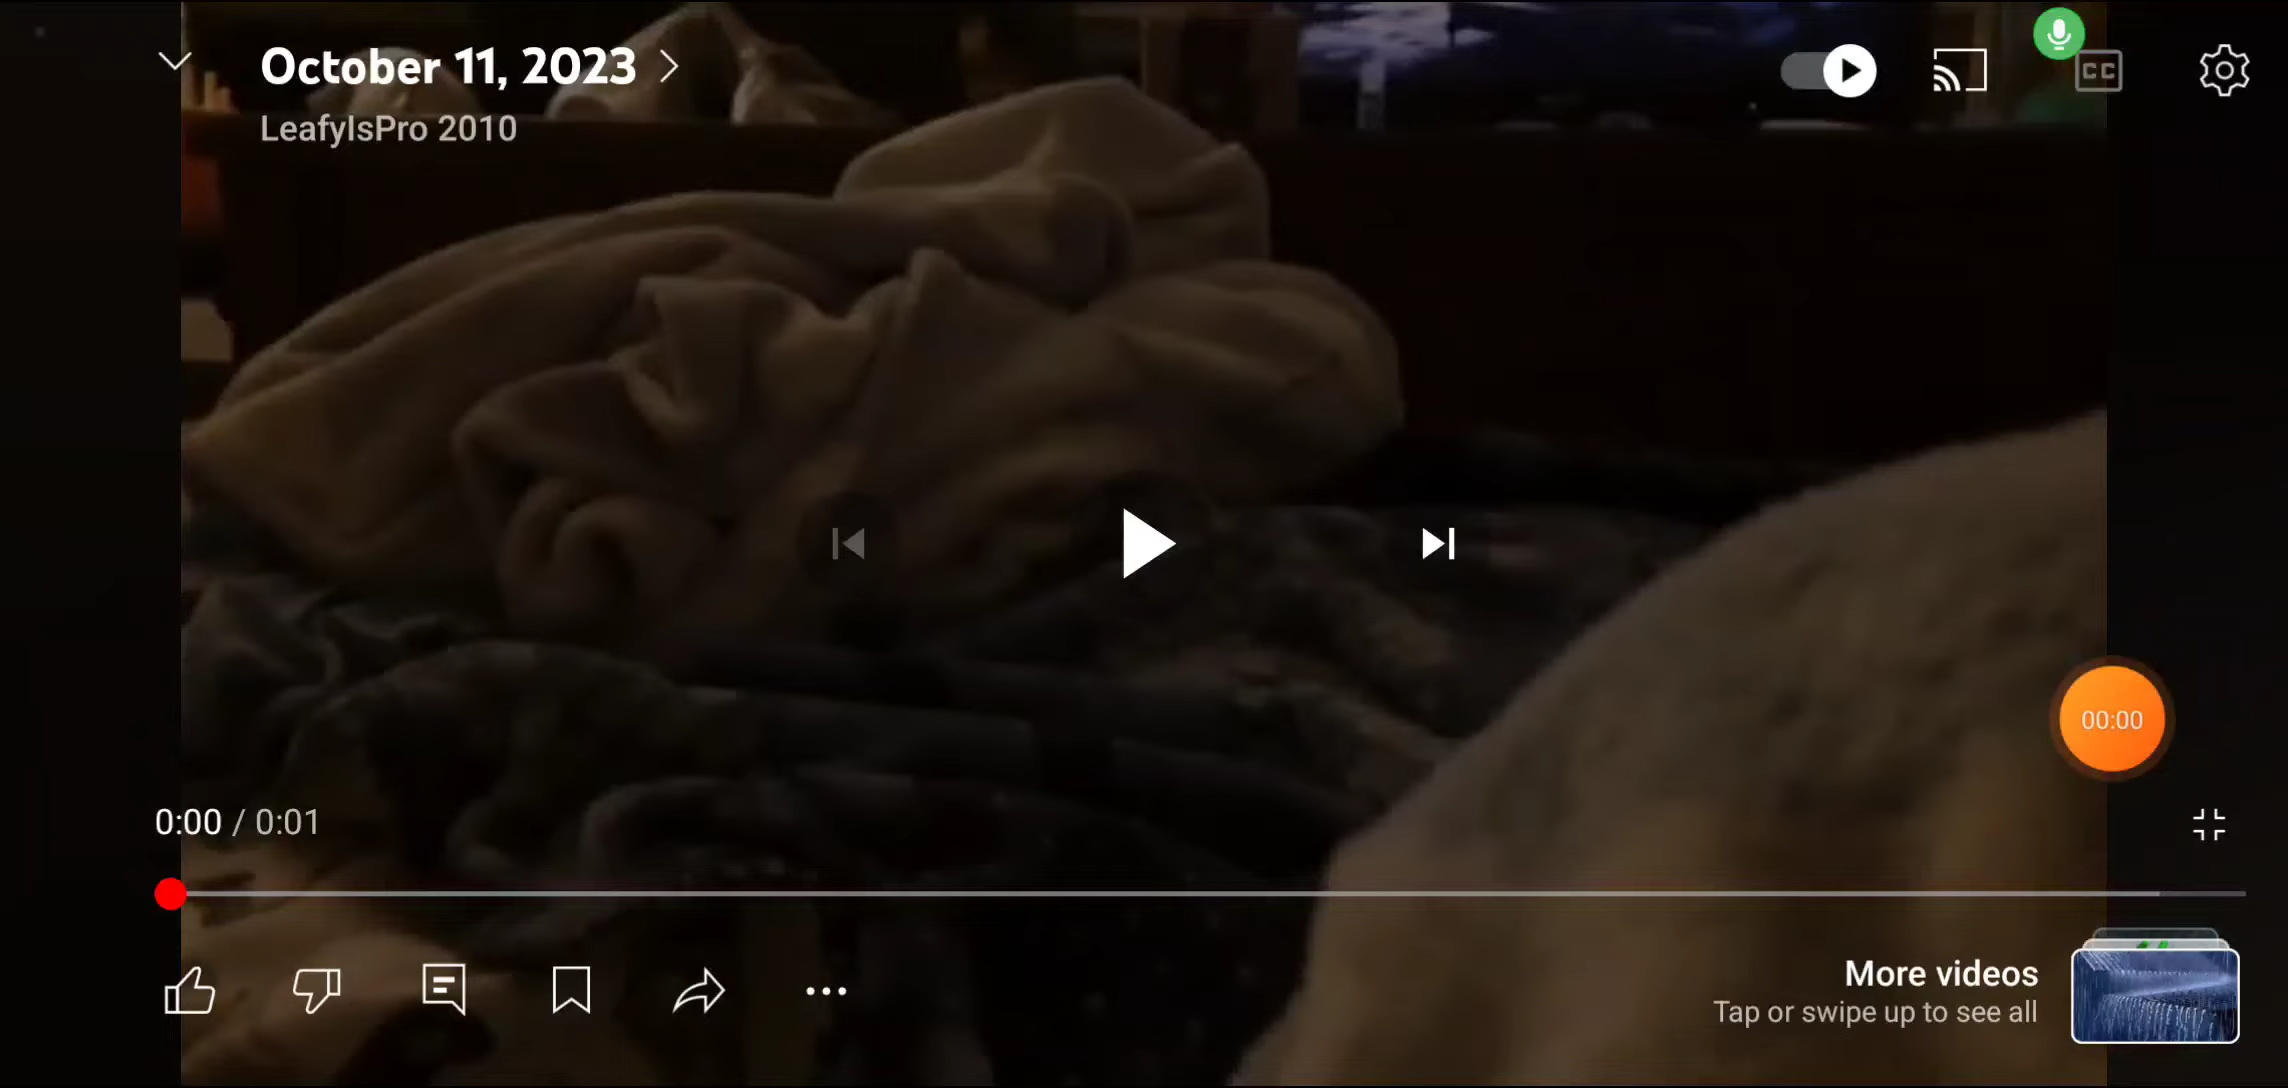 October 11, 2023
LeafyIsPro 2010
CC
00:00
0:00 / 0:01
More videos
Tap or swipe up to see all